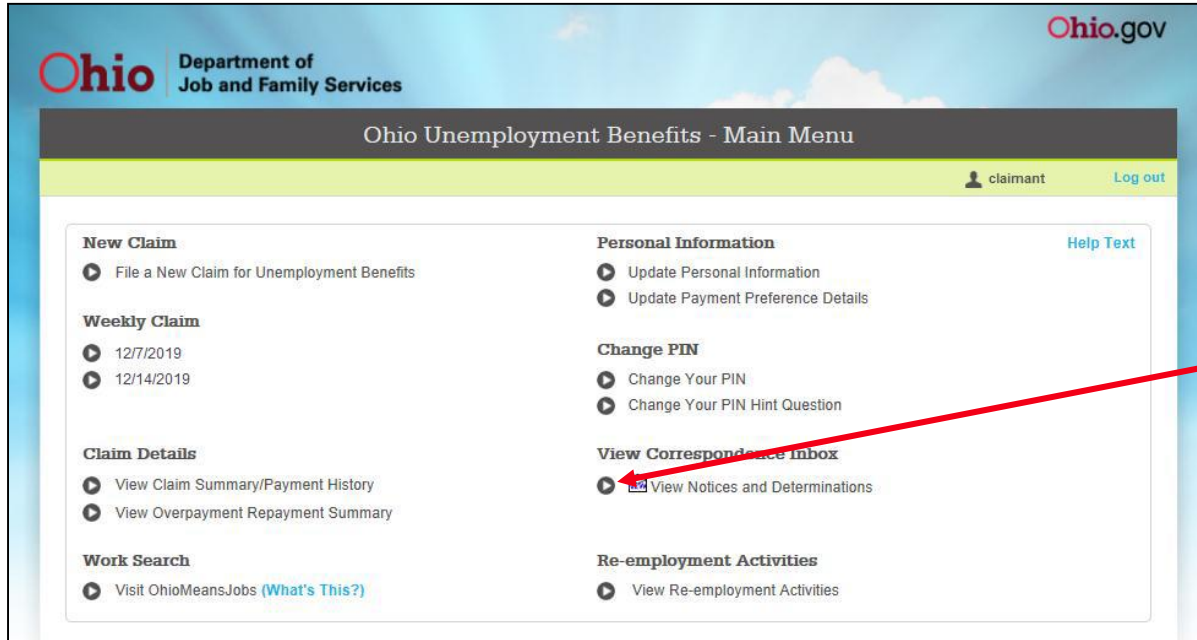 Ohio.gov
Ohio Department of
Job and Family Services
Ohio Unemployment Benefits - Main Menu
claimant Log out
New Claim
File a New Claim for Unemployment Benefits
Weekly Claim
12/7/2019
12/14/2019
Claim Details
View Claim Summary/Payment History
View Overpayment Repayment Summary
Work Search
Visit OhioMeansJobs (What's This?)
Personal Information
Help Text
Update Personal Information
Update Payment Preference Details
Change PIN
Change Your PIN
Change Your PIN Hint Question
View Correspondence Inbox
View Notices and Determinations
Re-employment Activities
View Re-employment Activities